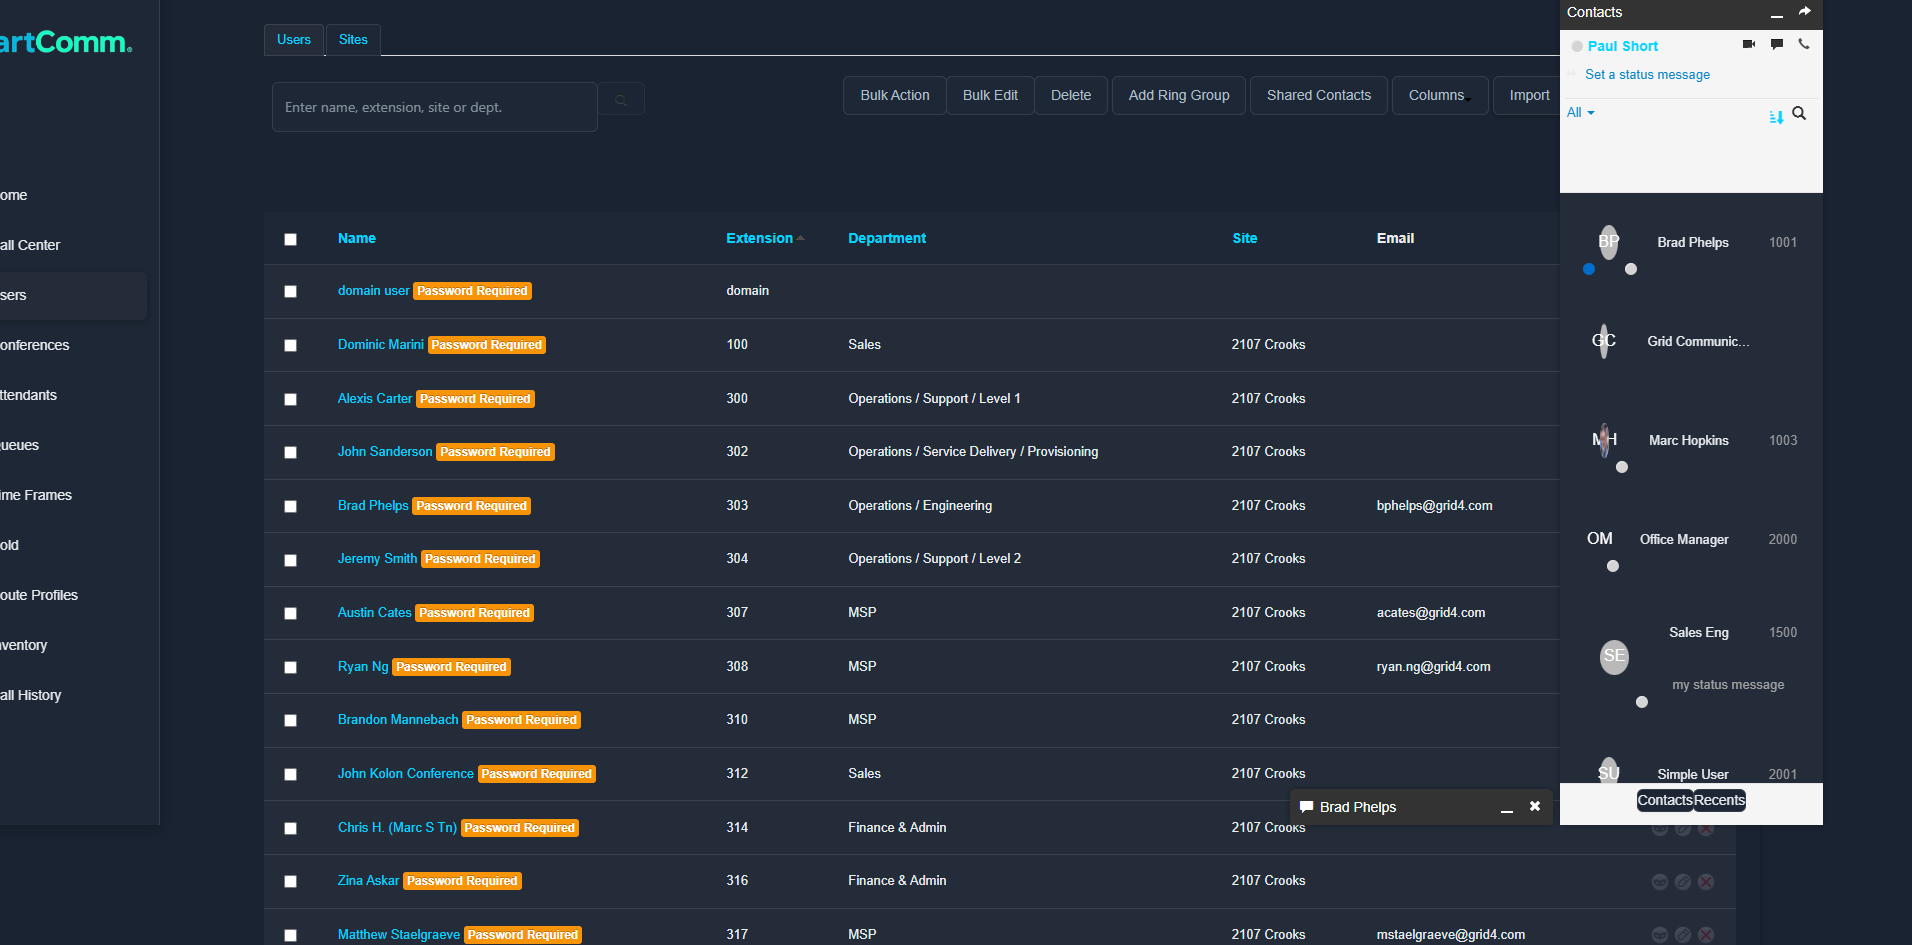 artComm.
ome
all Center
sers
onferences
ttendants
ueues
ime Frames
old
oute Profiles
nventory
all History
Users
Sites
Enter name, extension, site or dept.
Bulk Action
Bulk Edit
Delete
Add Ring Group
Shared Contacts
Columns
Import
Name Extension Department Site Email
domain user Password Required domain
Dominic Marini Password Required 100 Sales 2107 Crooks
Alexis Carter Password Required 300 Operations / Support / Level 1 2107 Crooks
John Sanderson Password Required 302 Operations / Service Delivery / Provisioning 2107 Crooks
Brad Phelps Password Required 303 Operations / Engineering 2107 Crooks bphelps@grid4.com
Jeremy Smith Password Required 304 Operations / Support / Level 2 2107 Crooks
Austin Cates Password Required 307 MSP 2107 Crooks acates@grid4.com
Ryan Ng Password Required 308 MSP 2107 Crooks ryan.ng@grid4.com
Brandon Mannebach Password Required 310 MSP 2107 Crooks
John Kolon Conference Password Required 312 Sales 2107 Crooks
Chris H. (Marc S Tn) Password Required 314 Finance & Admin 2107 Crooks
Zina Askar Password Required 316 Finance & Admin 2107 Crooks
Matthew Staelgraeve Password Required 317 MSP 2107 Crooks mstaelgraeve@grid4.com
Brad Phelps
Contacts
Paul Short
Set a status message
All
BP Brad Phelps 1001
GC Grid Communic...
MH Marc Hopkins 1003
OM Office Manager 2000
Sales Eng 1500
SE
my status message
SU Simple User 2001
Contacts Recents